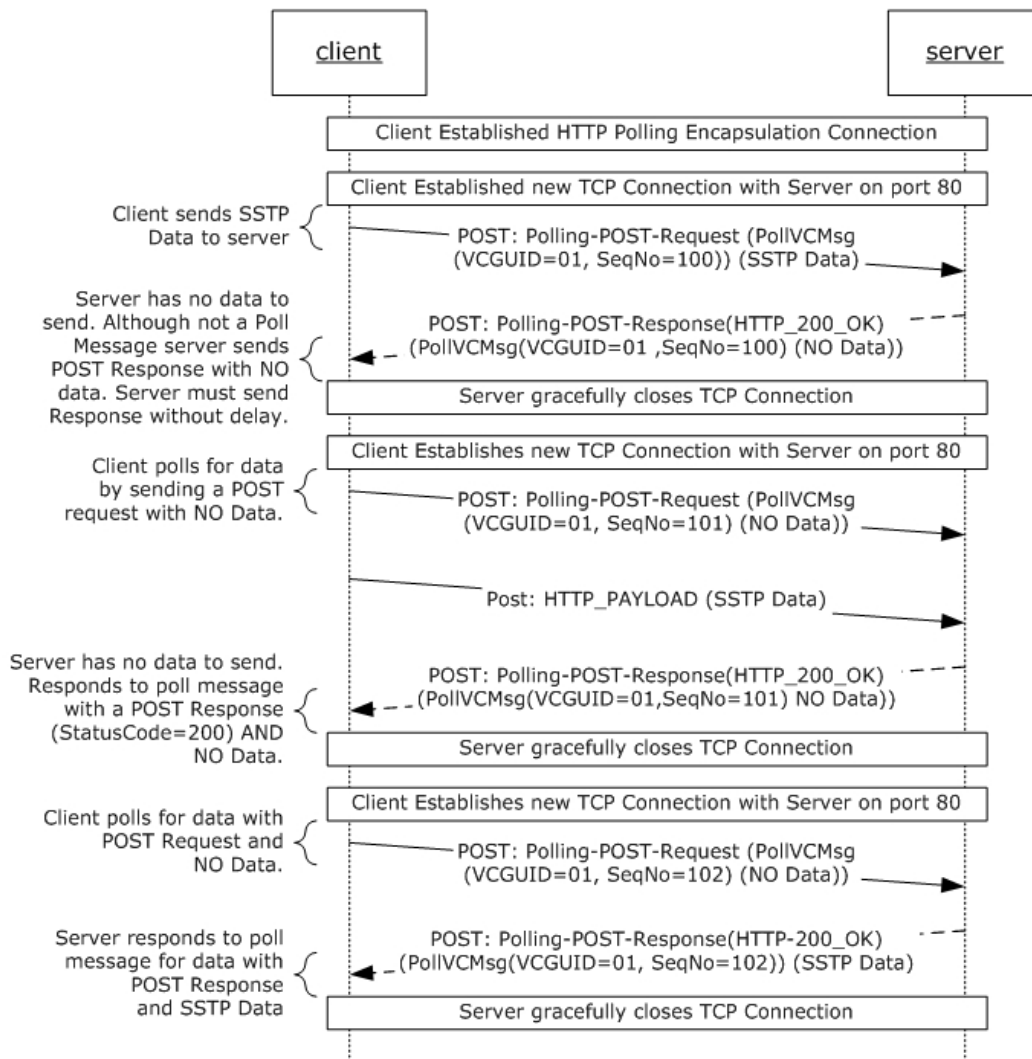 client
server
Client Established HTTP Polling Encapsulation Connection
Client Established new TCP Connection with Server on port 80
Client sends SSTP
Data to server
POST: Polling-POST-Request (PollVCMsg
(VCGUID=01, SeqNo=100)) (SSTP Data)
Server has no data to
send. Although not a Poll
Message server sends
POST Response with NO
data. Server must send
Response without delay.
POST: Polling-POST-Response(HTTP_200_OK)
(PollVCMsg(VCGUID=01 ,SeqNo=100) (NO Data))
Server gracefully closes TCP Connection
Client Establishes new TCP Connection with Server on port 80
Client polls for data
by sending a POST
request with NO Data.
POST: Polling-POST-Request (PollVCMsg
(VCGUID=01, SeqNo=101) (NO Data))
Post: HTTP_PAYLOAD (SSTP Data)
Server has no data to send.
Responds to poll message
with a POST Response
(StatusCode=200) AND
NO Data.
POST: Polling-POST-Response(HTTP_200_OK)
(PollVCMsg(VCGUID=01,SeqNo=101) NO Data))
Server gracefully closes TCP Connection
Client Establishes new TCP Connection with Server on port 80
Client polls for data with
POST Request and
NO Data.
POST: Polling-POST-Request (PollVCMsg
(VCGUID=01, SeqNo=102) (NO Data))
Server responds to poll
message for data with
POST Response
and SSTP Data
POST: Polling-POST-Response(HTTP-200_OK)
(PollVCMsg(VCGUID=01, SeqNo=102)) (SSTP Data)
Server gracefully closes TCP Connection